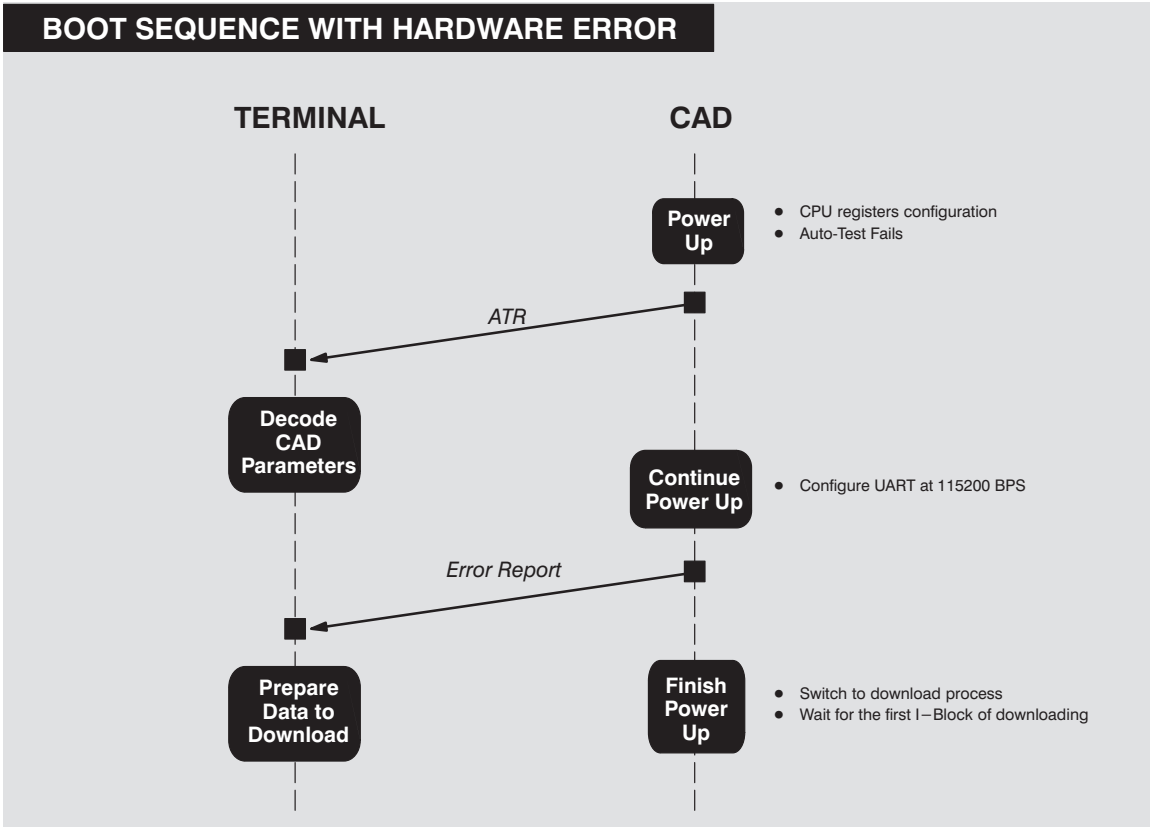 BOOT SEQUENCE WITH HARDWARE ERROR
TERMINAL
CAD
Power
Up
• CPU registers configuration
• Auto-Test Fails
ATR
Decode
CAD
Parameters
Continue
Power Up
• Configure UART at 115200 BPS
Error Report
Prepare
Data to
Download
Finish
Power
Up
• Switch to download process
• Wait for the first I−Block of downloading